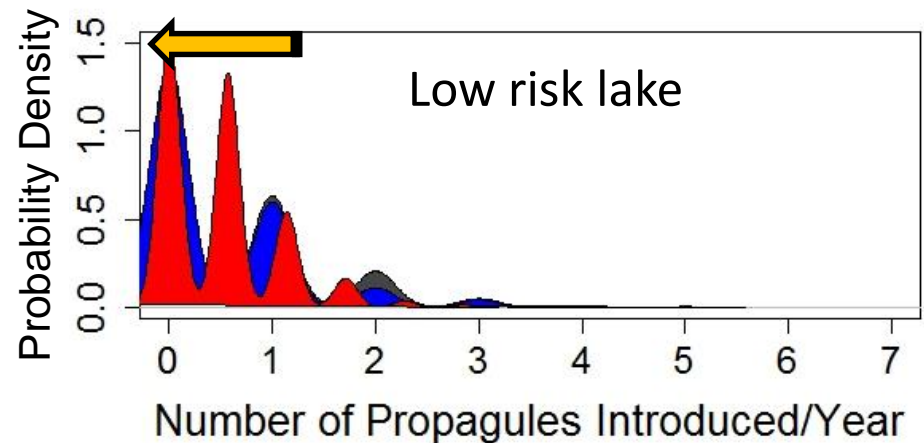 Probability Density
1.5
1.0
0.5
0.0
Low risk lake
0 1 2 3 4 5 6 7
Number of Propagules Introduced/Year